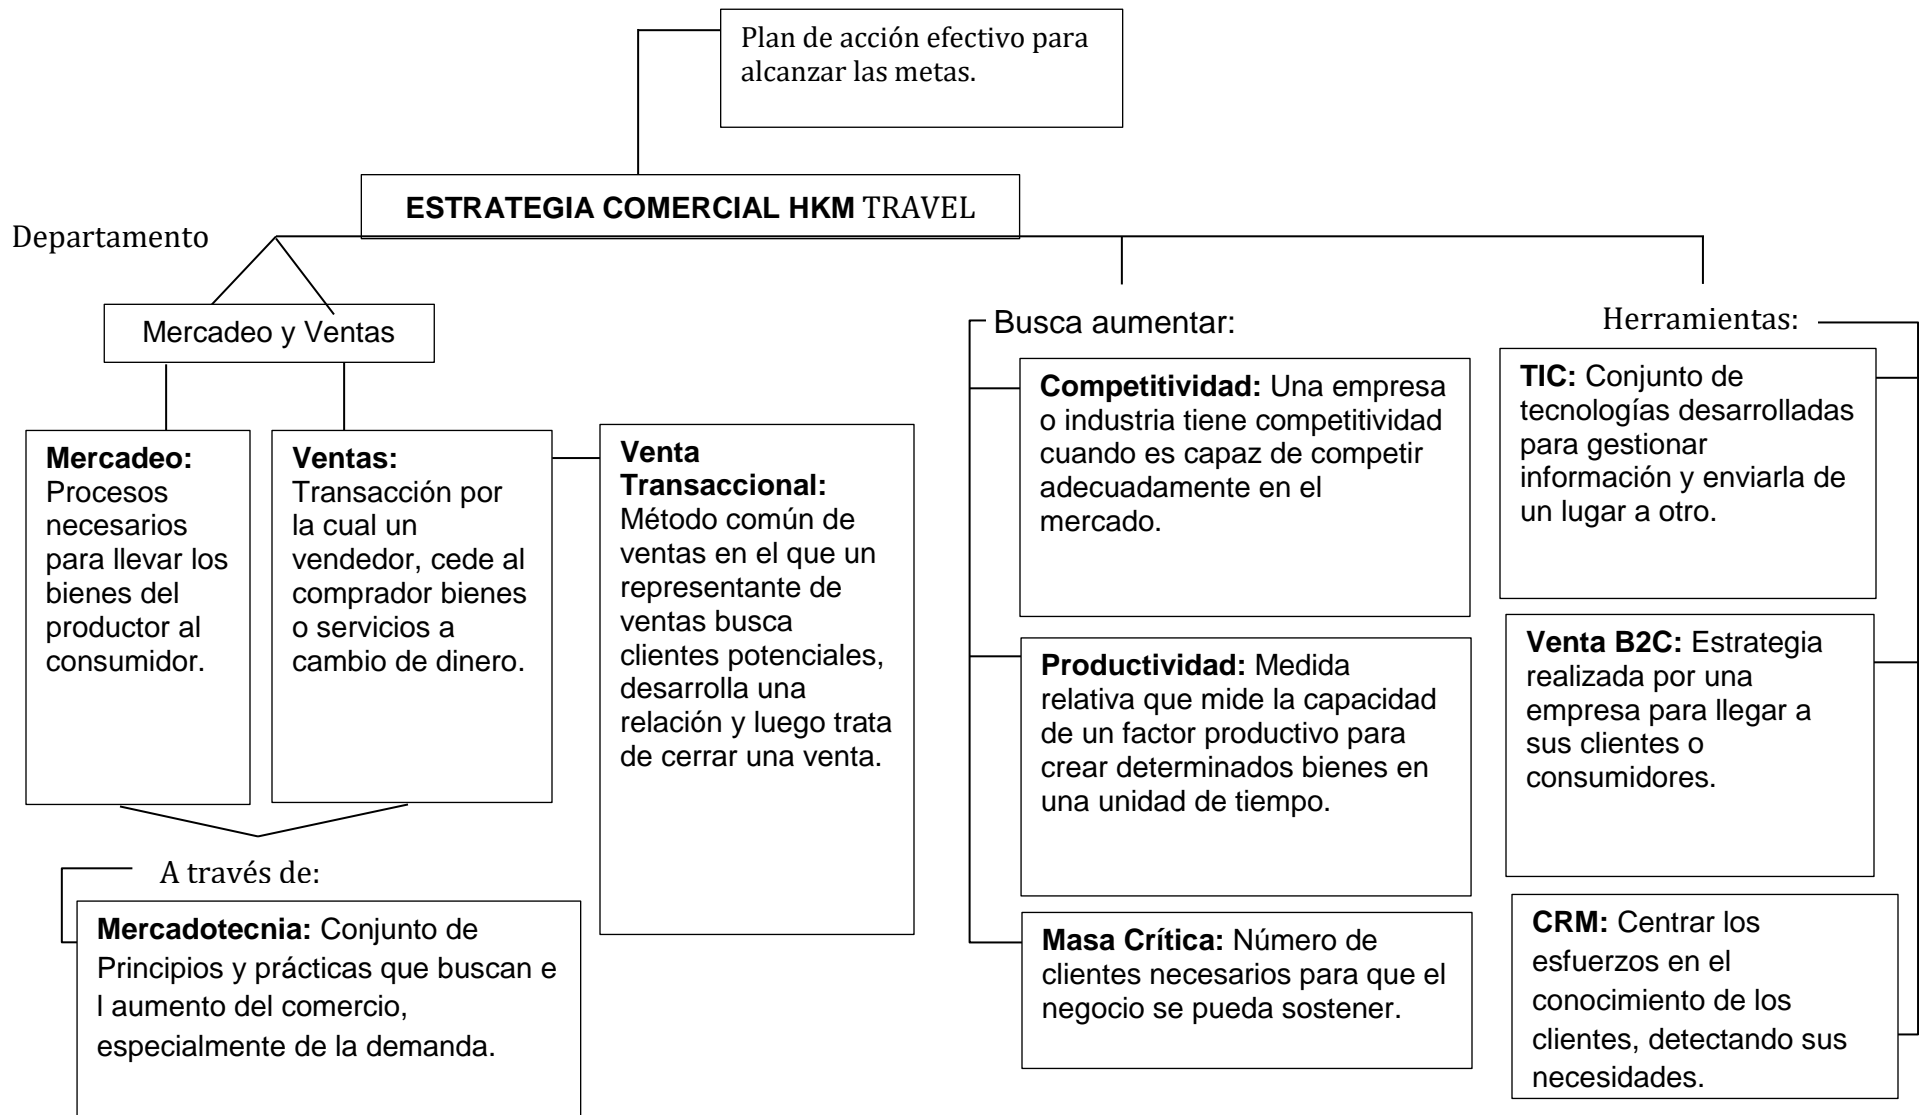 Plan de acción efectivo para
alcanzar las metas.
ESTRATEGIA COMERCIAL HKM TRAVEL
Departamento
Mercadeo y Ventas
Mercadeo:
Procesos
necesarios
para llevar los
bienes del
productor al
consumidor.
Ventas:
Transacción por
la cual un
vendedor, cede al
comprador bienes
o servicios a
cambio de dinero.
Venta
Transaccional:
Método común de
ventas en el que un
representante de
ventas busca
clientes potenciales,
desarrolla una
relación y luego trata
de cerrar una venta.
A través de:
Mercadotecnia: Conjunto de
Principios y prácticas que buscan e
l aumento del comercio,
especialmente de la demanda.
Busca aumentar:
Competitividad: Una empresa
o industria tiene competitividad
cuando es capaz de competir
adecuadamente en el
mercado.
Productividad: Medida
relativa que mide la capacidad
de un factor productivo para
crear determinados bienes en
una unidad de tiempo.
Masa Crítica: Número de
clientes necesarios para que el
negocio se pueda sostener.
Herramientas:
TIC: Conjunto de
tecnologías desarrolladas
para gestionar
información y enviarla de
un lugar a otro.
Venta B2C: Estrategia
realizada por una
empresa para llegar a
sus clientes o
consumidores.
CRM: Centrar los
esfuerzos en el
conocimiento de los
clientes, detectando sus
necesidades.